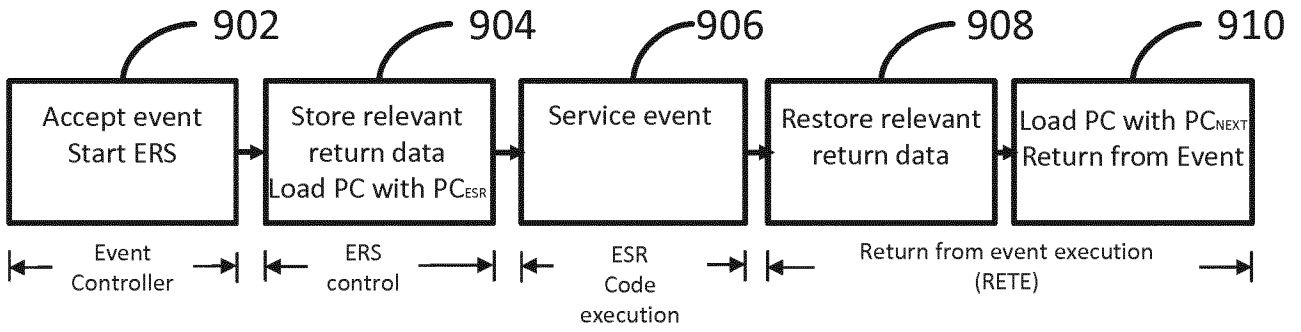 902
904
906
908
910
Accept event
Start ERS
Store relevant
return data
Load PC with PCESR
Service event
Restore relevant
return data
Load PC with PCNEXT
Return from Event
Event
Controller
ERS
control
ESR
Code
execution
Return from event execution
(RETE)